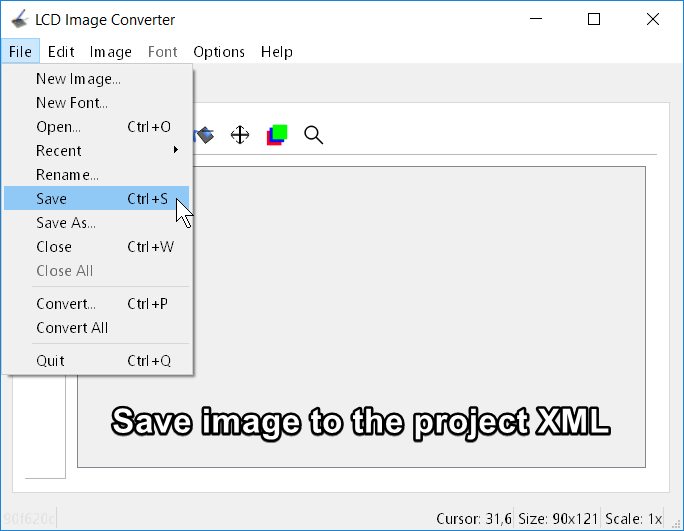 LCD Image Converter
File Edit Image Font Options Help
New Image...
New Font...
Open... Ctrl+O
Recent
Rename...
Save Ctrl+S
Save As...
Close Ctrl+W
Close All
Convert... Ctrl+P
Convert All
Quit Ctrl+Q
Save image to the project XML
90f620c Cursor: 31,6 Size: 90x121 Scale: 1x